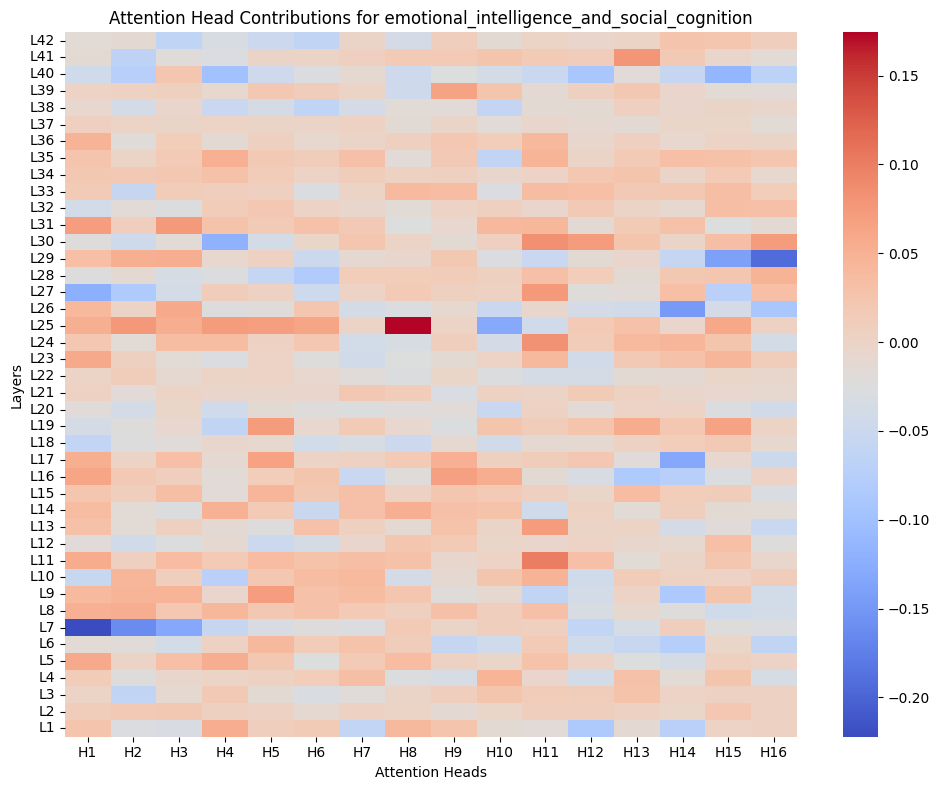 Attention Head Contributions for emotional_intelligence_and_social_cognition
Layers
L42
L41
L40
L39
L38
L37
L36
L35
L34
L33
L32
L31
L30
L29
L28
L27
L26
L25
L24
L23
L22
L21
L20
L19
L18
L17
L16
L15
L14
L13
L12
L11
L10
L9
L8
L7
L6
L5
L4
L3
L2
L1
H1 H2 H3 H4 H5 H6 H7 H8 H9 H10 H11 H12 H13 H14 H15 H16
Attention Heads
0.15
0.10
0.05
0.00
−0.05
−0.10
−0.15
−0.20